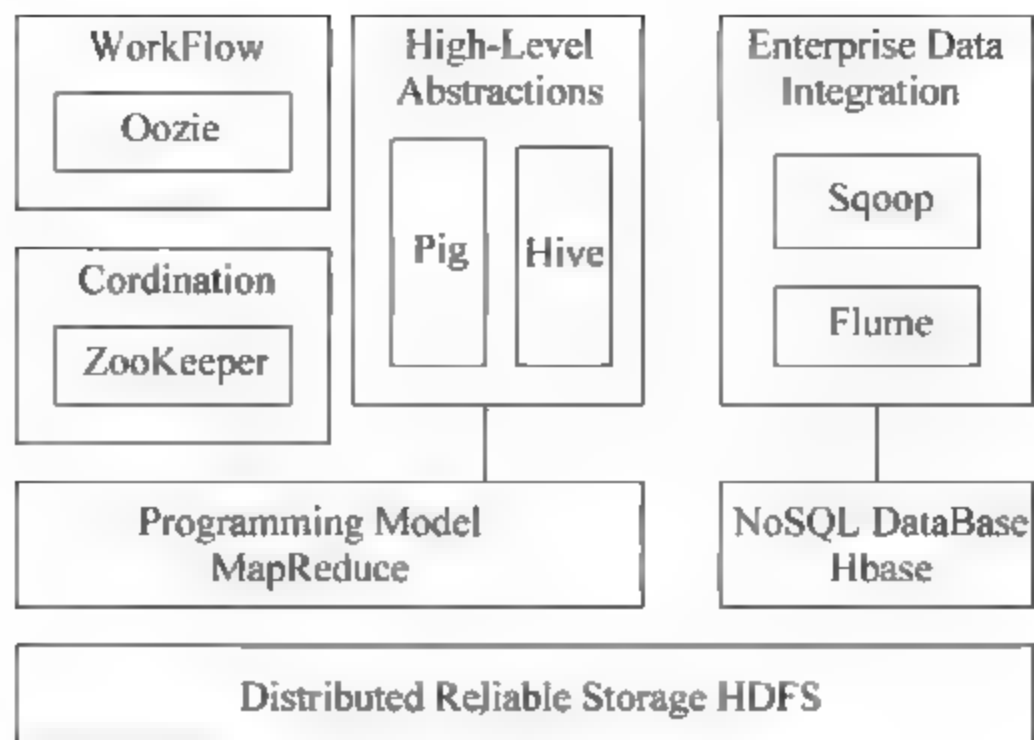 WorkFlow
Oozie
Cordination
ZooKeeper
High-Level
Abstractions
Pig
Hive
Enterprise Data
Integration
Sqoop
Flume
Programming Model
MapReduce
NoSQL DataBase
Hbase
Distributed Reliable Storage HDFS